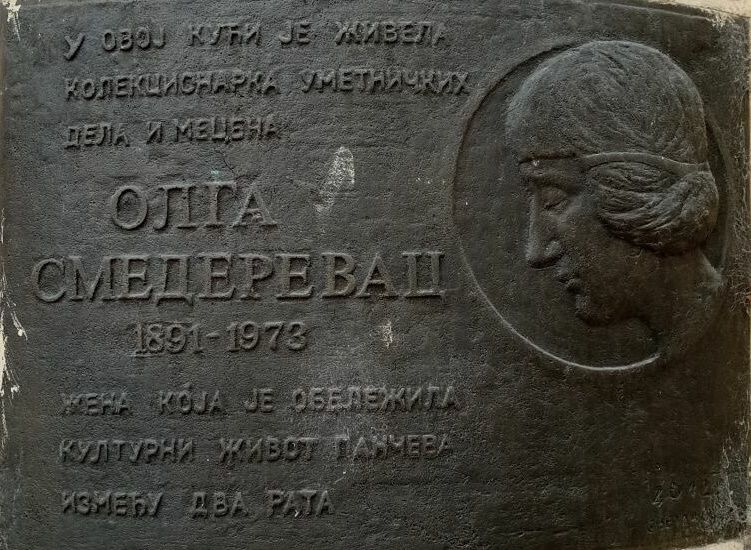 У ОВОЈ КУЋИ ЈЕ ЖИВЕЛА
КОЛЕКЦИОНАРКА УМЕТНИЧКИХ
ДЕЛА И МЕЦЕНА
ОЛГА
СМЕДЕРЕВАЦ
1891-1973
ЖЕНА КОЈА ЈЕ ОБЕЛЕЖИЛА
КУЛТУРНИ ЖИВОТ ПАНЧЕВА
ИЗМЕЂУ ДВА РАТА